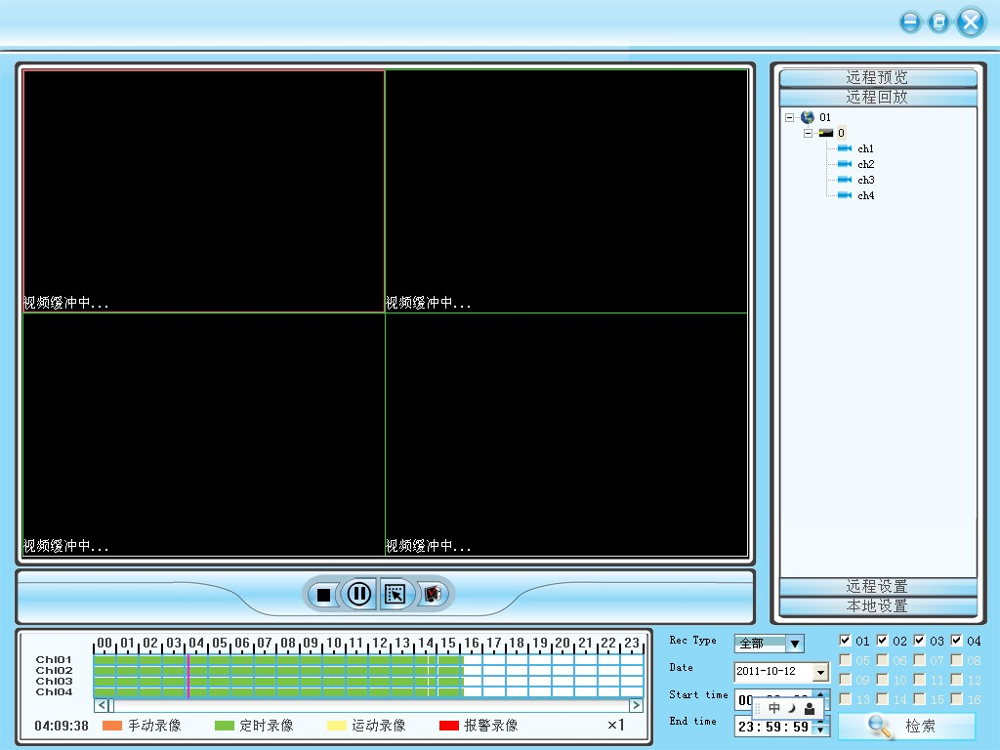 远程预览
远程回放
01
0
ch1
ch2
ch3
ch4
视频缓冲中...
视频缓冲中...
视频缓冲中...
视频缓冲中...
远程设置
本地设置
00 01 02 03 04 05 06 07 08 09 10 11 12 13 14 15 16 17 18 19 20 21 22 23
Chl01
Chl02
Chl03
Chl04
04:09:38 手动录像 定时录像 运动录像 报警录像 ×1
Rec Type 全部
Date 2011-10-12
Start time 00
中
End time 23:59:59
01 02 03 04
05 06 07 08
09 10 11 12
13 14 15 16
检索